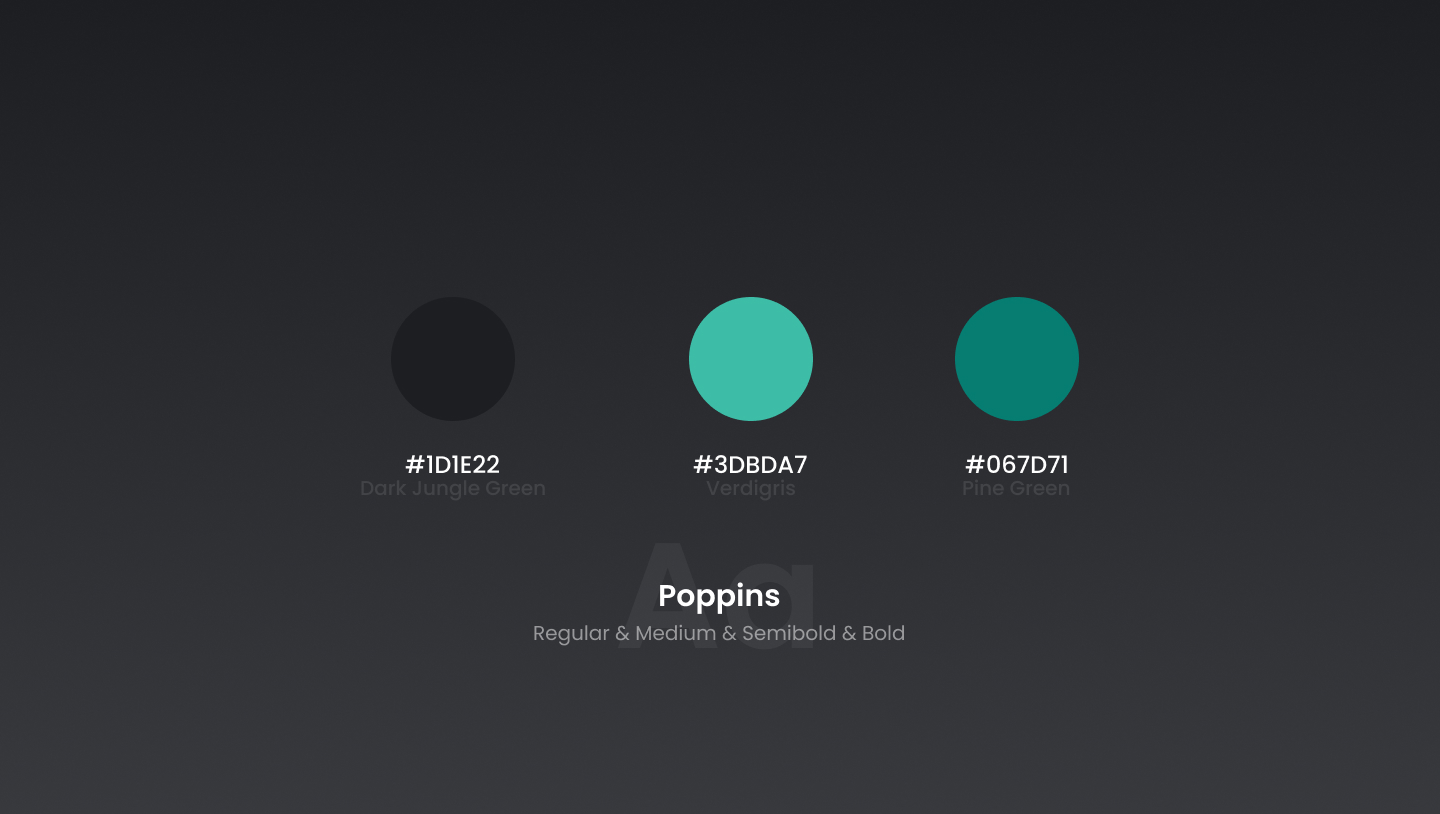 #1D1E22 #3DBDA7 #067D71
Dark Jungle Green Verdigris Pine Green
Aa
Poppins
Regular & Medium & Semibold & Bold